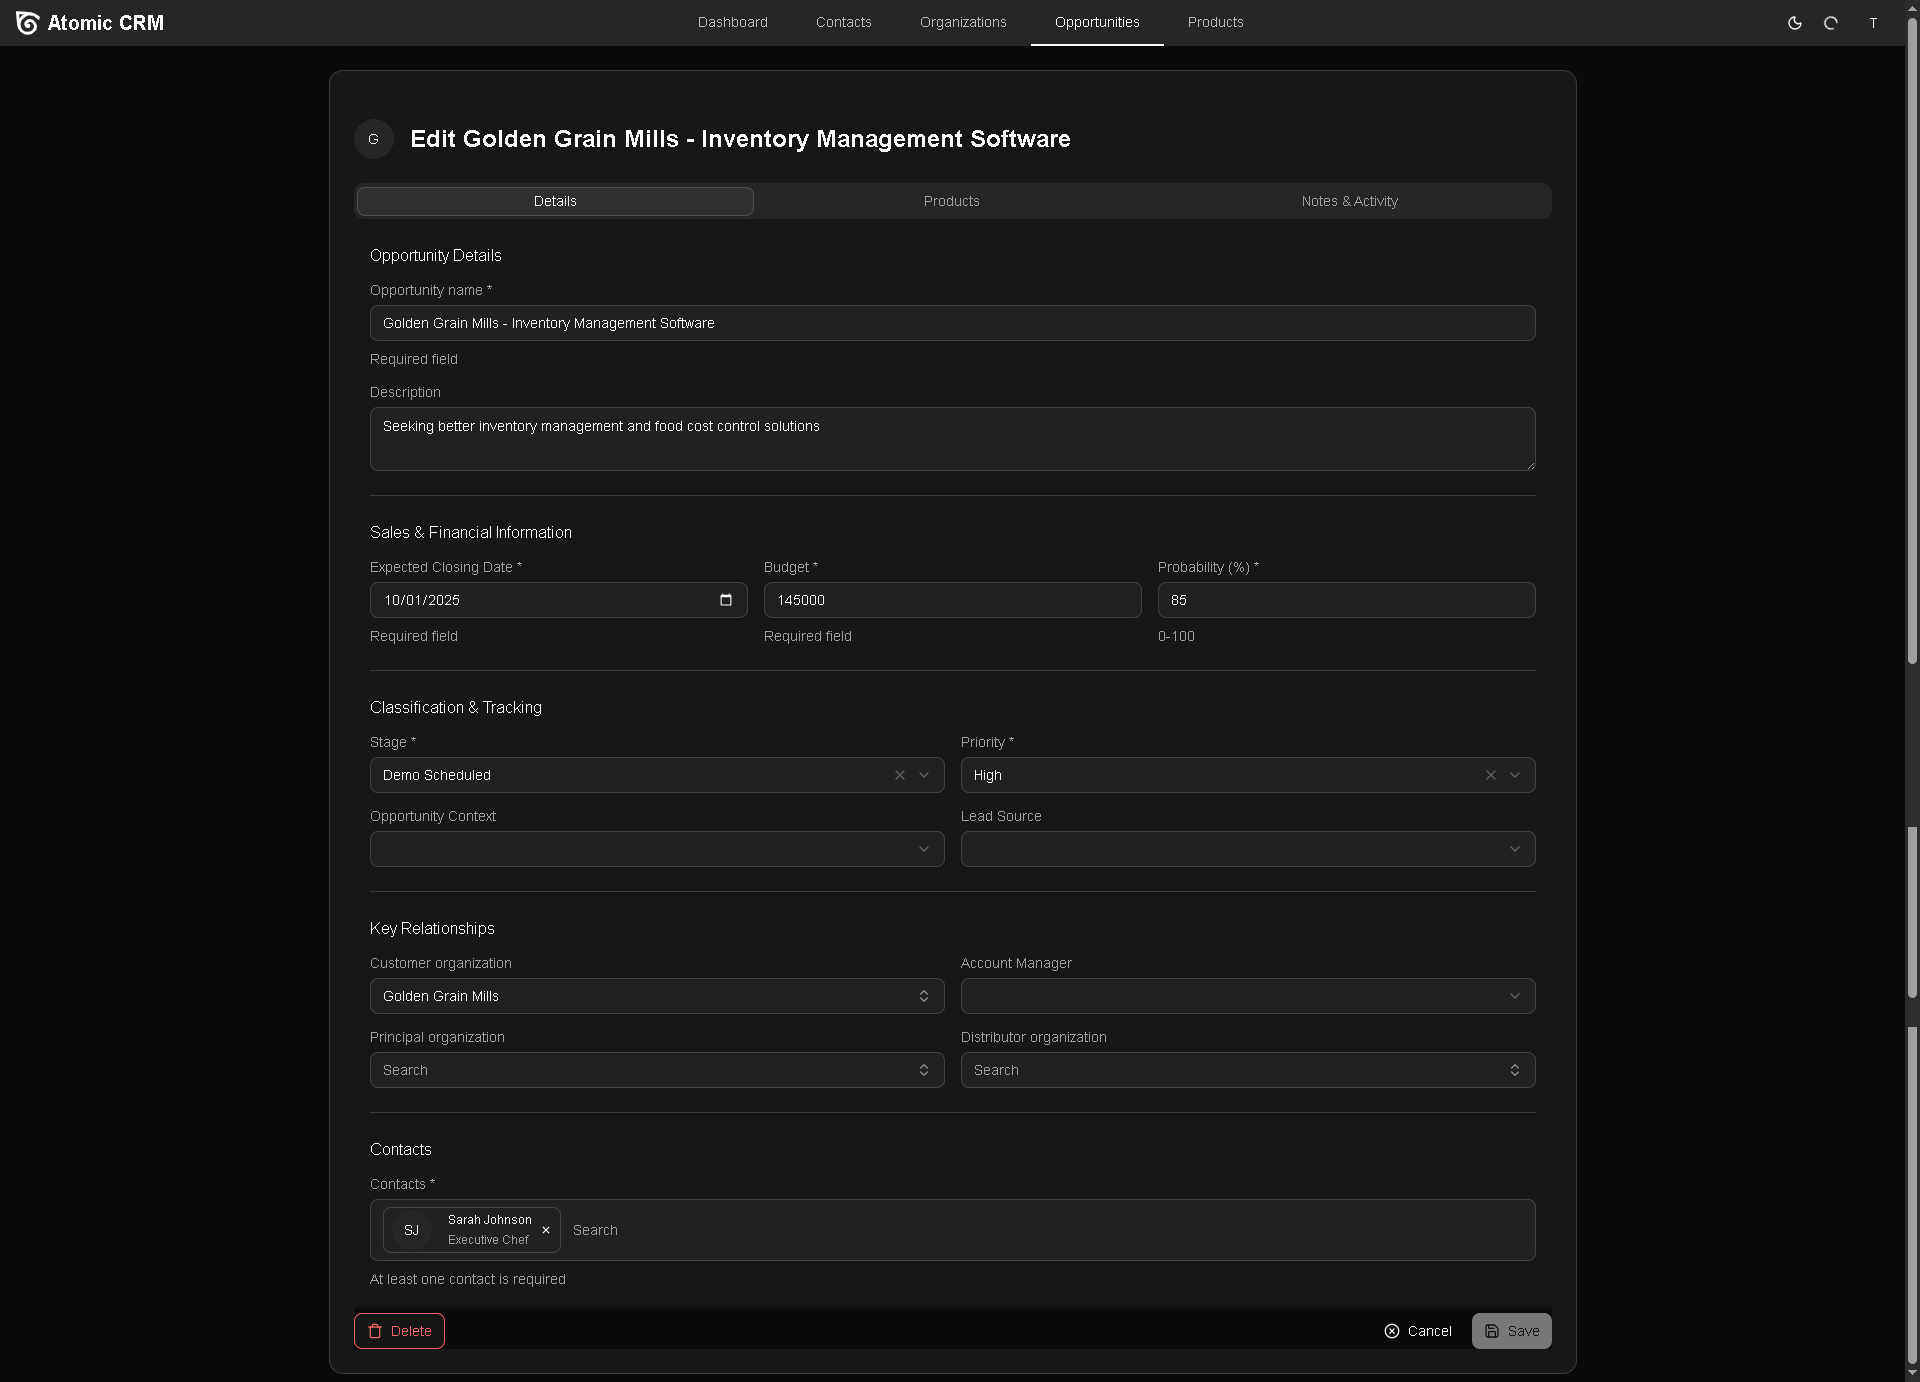 Atomic CRM
Dashboard
Contacts
Organizations
Opportunities
Products
T
G
Edit Golden Grain Mills - Inventory Management Software
Details
Products
Notes & Activity
Opportunity Details
Opportunity name *
Golden Grain Mills - Inventory Management Software
Required field
Description
Seeking better inventory management and food cost control solutions
Sales & Financial Information
Expected Closing Date *
Budget *
Probability (%) *
10/01/2025
145000
85
Required field
Required field
0-100
Classification & Tracking
Stage *
Priority *
Demo Scheduled
High
Opportunity Context
Lead Source
Key Relationships
Customer organization
Account Manager
Golden Grain Mills
Principal organization
Distributor organization
Search
Search
Contacts
Contacts *
SJ
Sarah Johnson
Executive Chef
Search
At least one contact is required
Delete
Cancel
Save